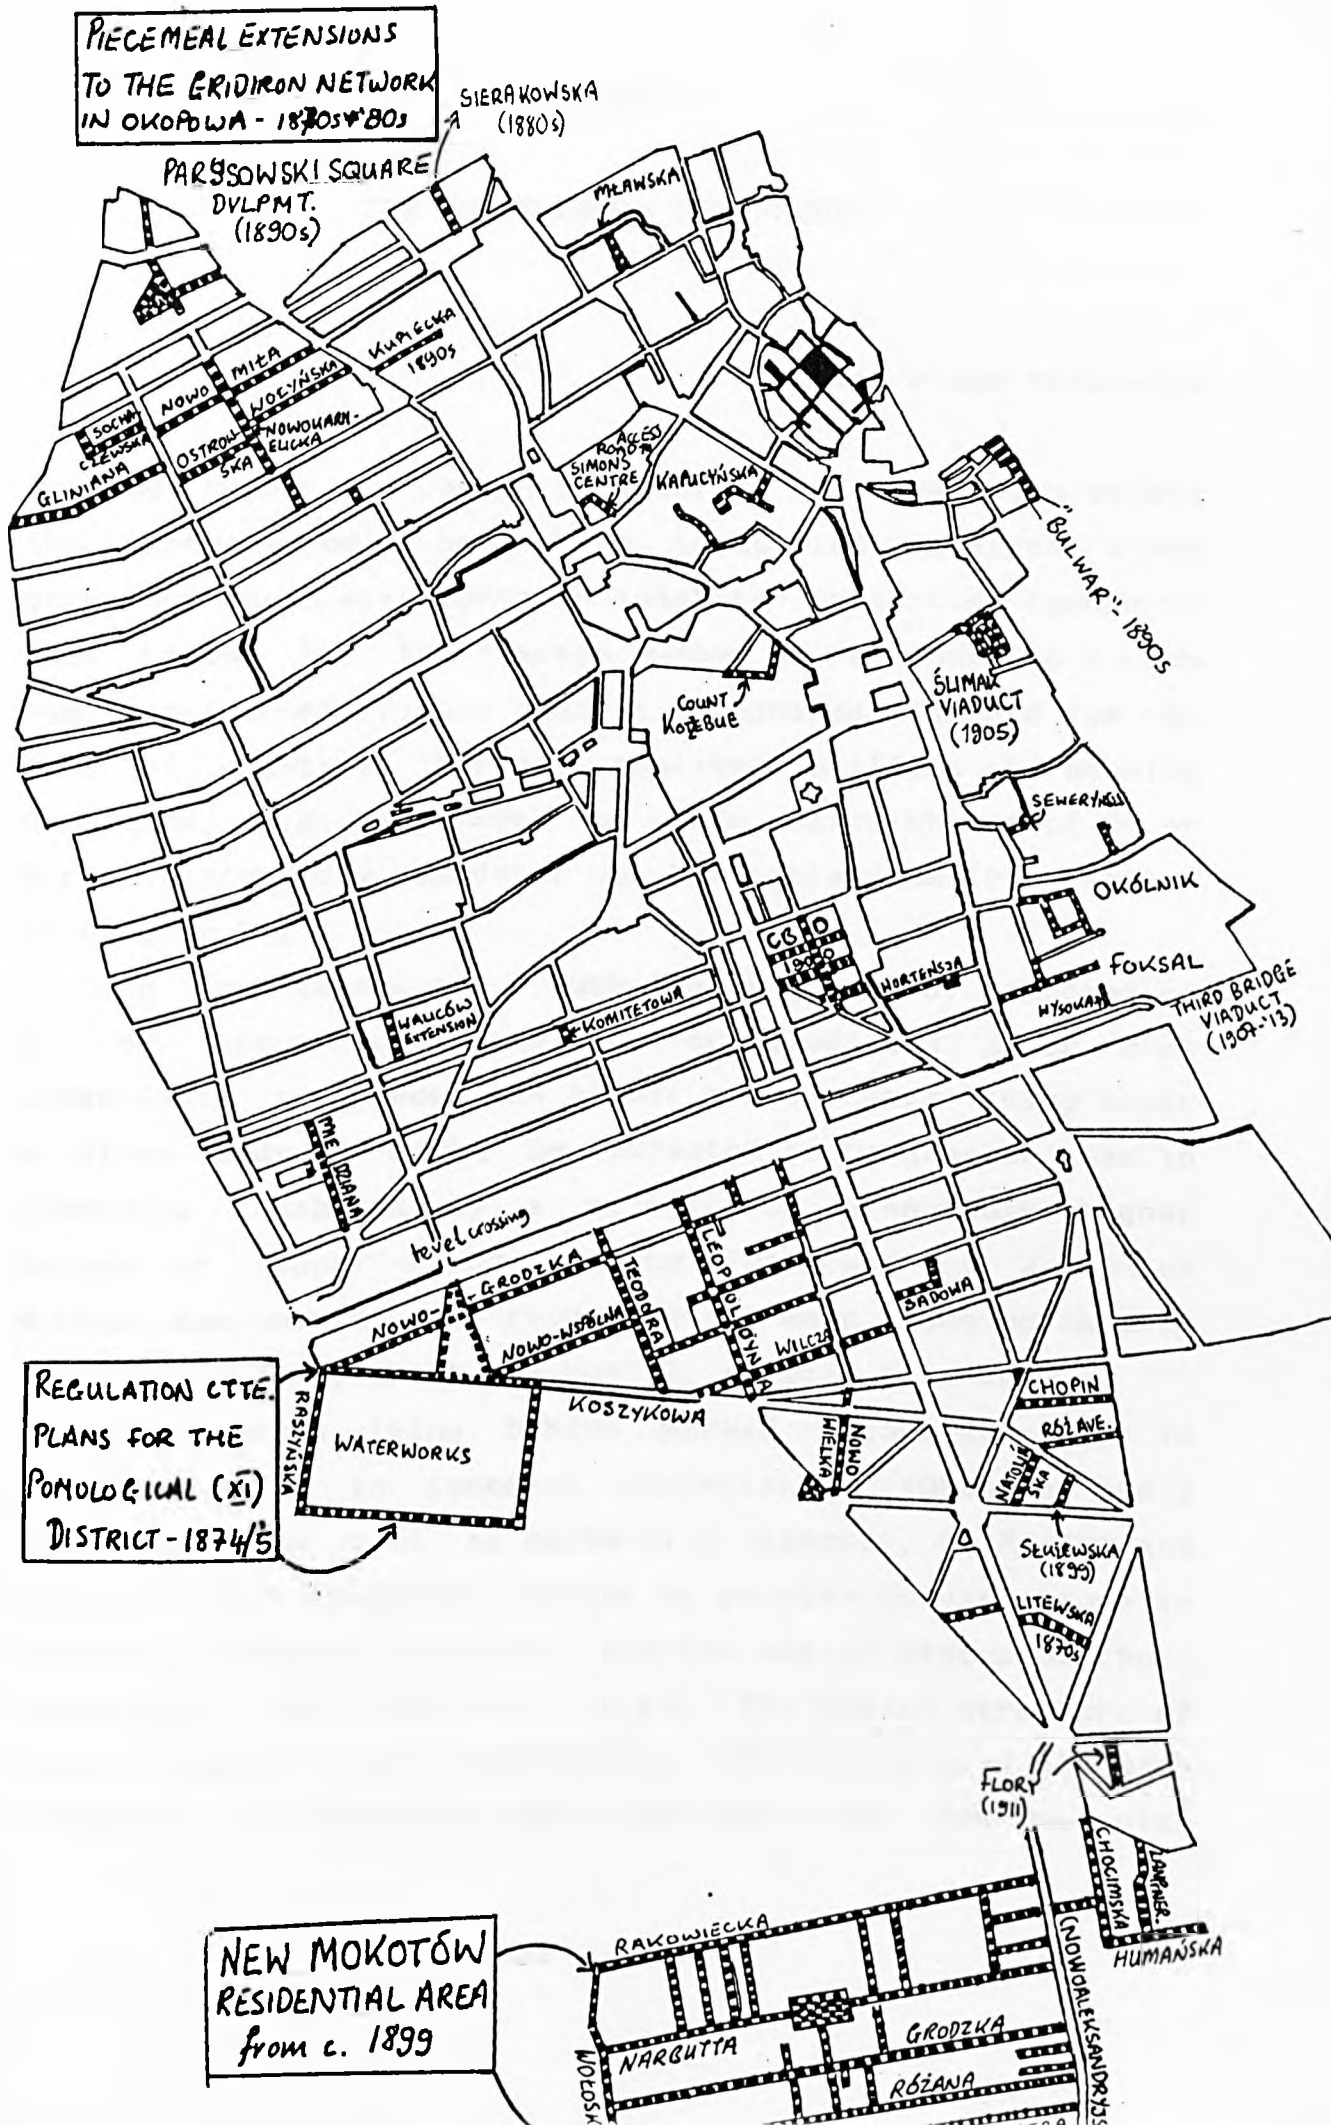 PIECEMEAL EXTENSIONS
TO THE GRIDIRON NETWORK
IN OKOPOWA - 1870s + '80s
SIERAKOWSKA
(1880s)
PARYSOWSKI SQUARE
DVLPMT.
(1890s)
MŁAWSKA
KUPIECKA
1890s
MIŁA
NOWO
WOŁYŃSKA
SOCHA
CZEWSKA
OSTROW
SKA
NOWOKARM-
ELICKA
GLINIANA
ACCESS
ROAD
SIMONS
CENTRE
KAPUCYŃSKA
"BULWAR" - 1890s
COUNT
KOTZEBUE
ŚLIMAK
VIADUCT
(1905)
SEWERYNÓW
OKÓLNIK
CBD
1900
HORTENSJA
FOKSAL
WYSOKA
THIRD BRIDGE
VIADUCT
(1907-'13)
WALICÓW
EXTENSION
KOMITETOWA
MIEDZIANA
level crossing
NOWO-
-GRODZKA
TEODORA
LEOPOLDYNA
NOWO-WSPÓLNA
WILCZA
SADOWA
KOSZYKOWA
REGULATION CTTE.
PLANS FOR THE
POMOLOGICAL (XI)
DISTRICT - 1874/5
RASZYŃSKA
WATERWORKS
NOWO
WIELKA
CHOPIN
RÓŻ AVE.
NATOLIŃ
SKA
SŁUŻEWSKA
(1899)
LITEWSKA
1870s
FLORY
(1911)
CHOCIMSKA
HUMAŃSKA
NEW MOKOTÓW
RESIDENTIAL AREA
from c. 1899
RAKOWIECKA
(NOWOALEKSANDRYJS
NARBUTTA
GRODZKA
RÓŻANA
WOŁOSK